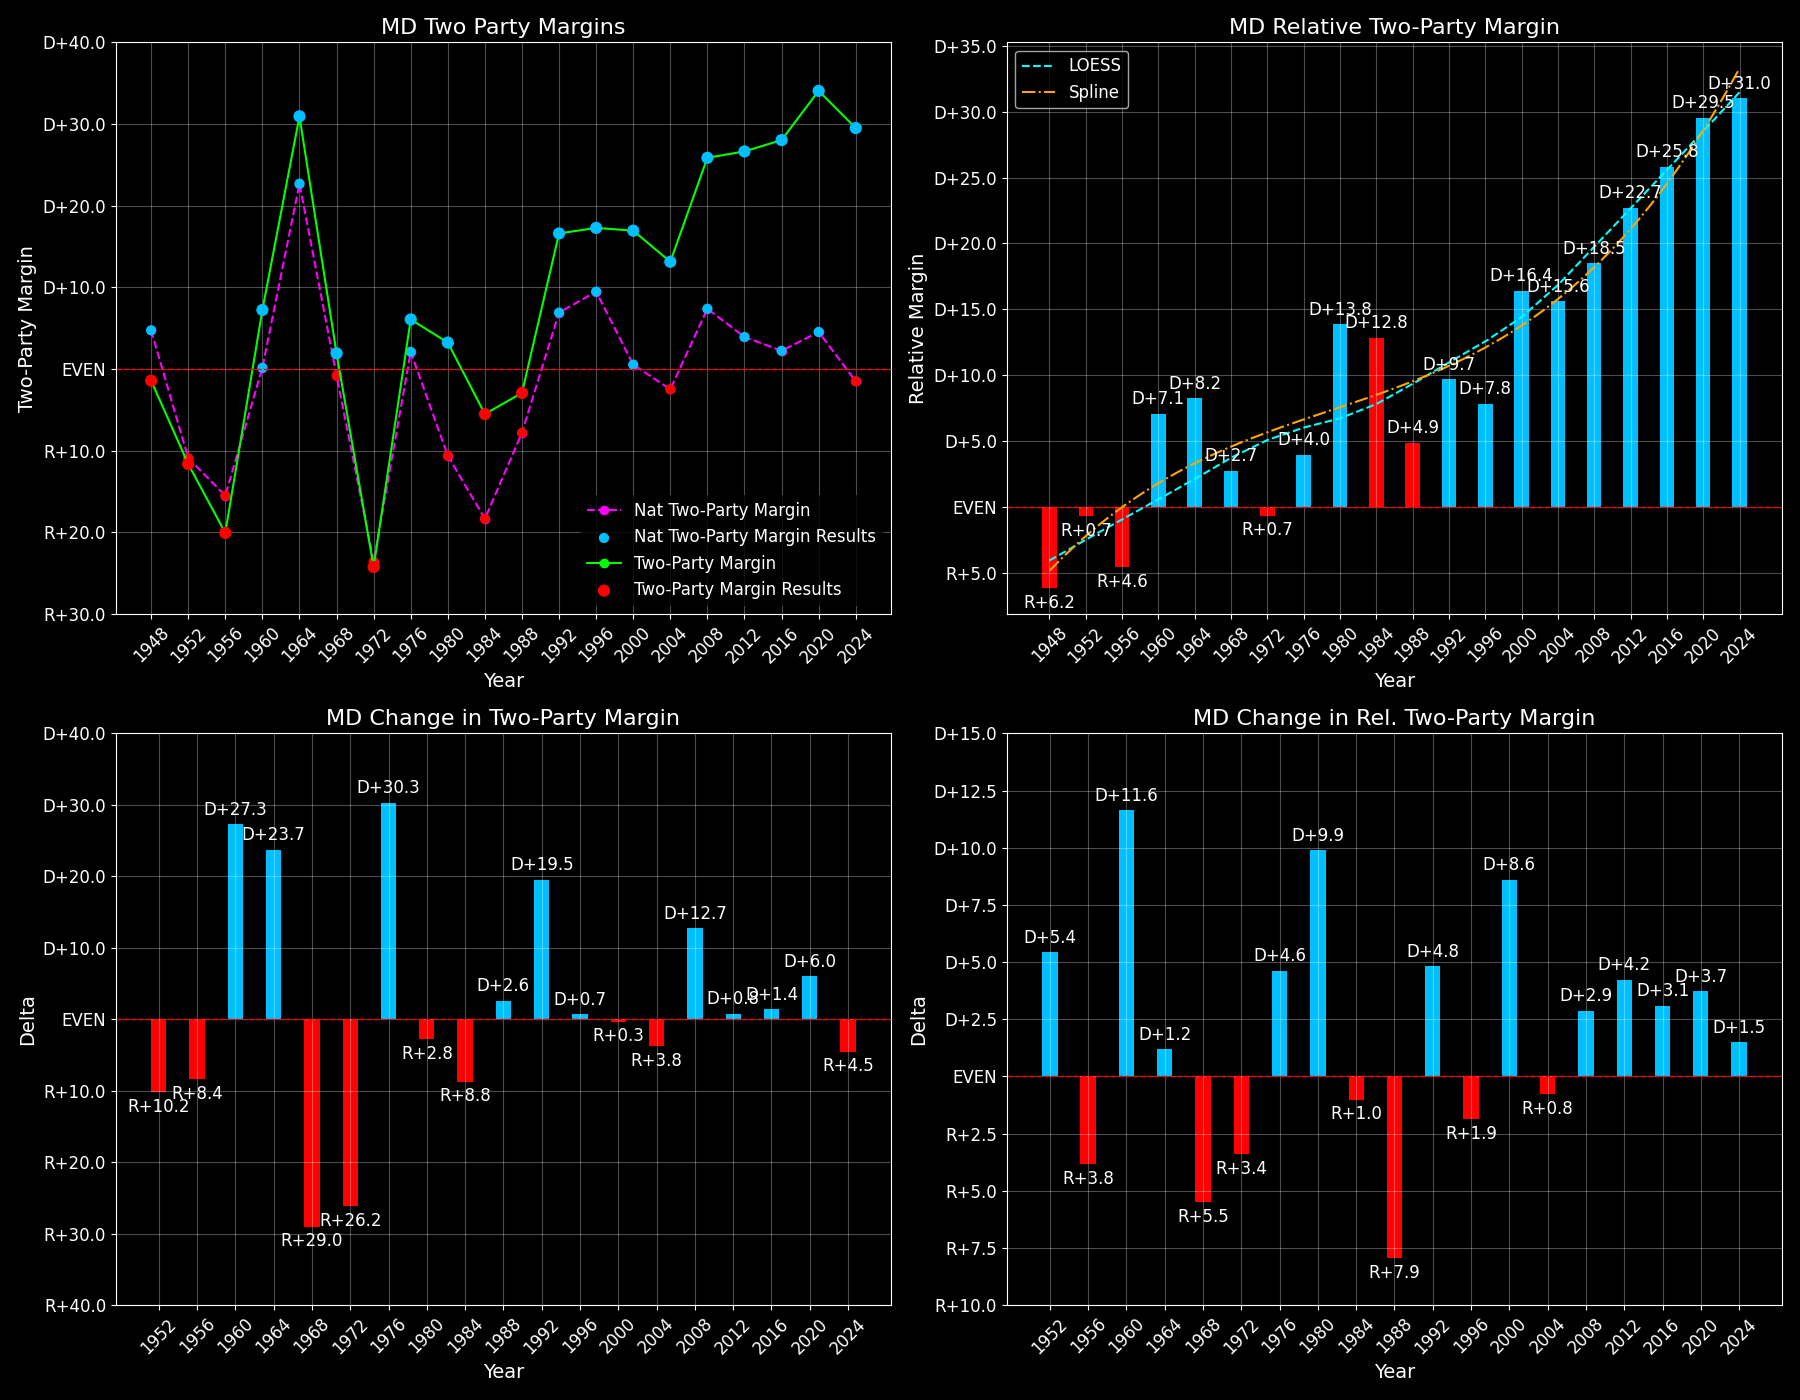 MD Two Party Margins
D+40.0
D+30.0
D+20.0
D+10.0
EVEN
R+10.0
R+20.0
R+30.0
Two-Party Margin
Nat Two-Party Margin
Nat Two-Party Margin Results
Two-Party Margin
Two-Party Margin Results
1948 1952 1956 1960 1964 1968 1972 1976 1980 1984 1988 1992 1996 2000 2004 2008 2012 2016 2020 2024
Year
MD Relative Two-Party Margin
D+35.0
D+30.0
D+25.0
D+20.0
D+15.0
D+10.0
D+5.0
EVEN
R+5.0
Relative Margin
LOESS
Spline
R+6.2 R+0.7 R+4.6 D+7.1 D+8.2 D+2.7 R+0.7 D+4.0 D+13.8 D+12.8 D+4.9 D+9.7 D+7.8 D+16.4 D+15.6 D+18.5 D+22.7 D+25.8 D+29.5 D+31.0
1948 1952 1956 1960 1964 1968 1972 1976 1980 1984 1988 1992 1996 2000 2004 2008 2012 2016 2020 2024
Year
MD Change in Two-Party Margin
D+40.0
D+30.0
D+20.0
D+10.0
EVEN
R+10.0
R+20.0
R+30.0
R+40.0
Delta
R+10.2 R+8.4 D+27.3 D+23.7 R+29.0 R+26.2 D+30.3 R+2.8 R+8.8 D+2.6 D+19.5 D+0.7 R+0.3 R+3.8 D+12.7 D+0.8 D+1.4 D+6.0 R+4.5
1952 1956 1960 1964 1968 1972 1976 1980 1984 1988 1992 1996 2000 2004 2008 2012 2016 2020 2024
Year
MD Change in Rel. Two-Party Margin
D+15.0
D+12.5
D+10.0
D+7.5
D+5.0
D+2.5
EVEN
R+2.5
R+5.0
R+7.5
R+10.0
Delta
D+5.4 R+3.8 D+11.6 D+1.2 R+5.5 R+3.4 D+4.6 D+9.9 R+1.0 R+7.9 D+4.8 R+1.9 D+8.6 R+0.8 D+2.9 D+4.2 D+3.1 D+3.7 D+1.5
1952 1956 1960 1964 1968 1972 1976 1980 1984 1988 1992 1996 2000 2004 2008 2012 2016 2020 2024
Year